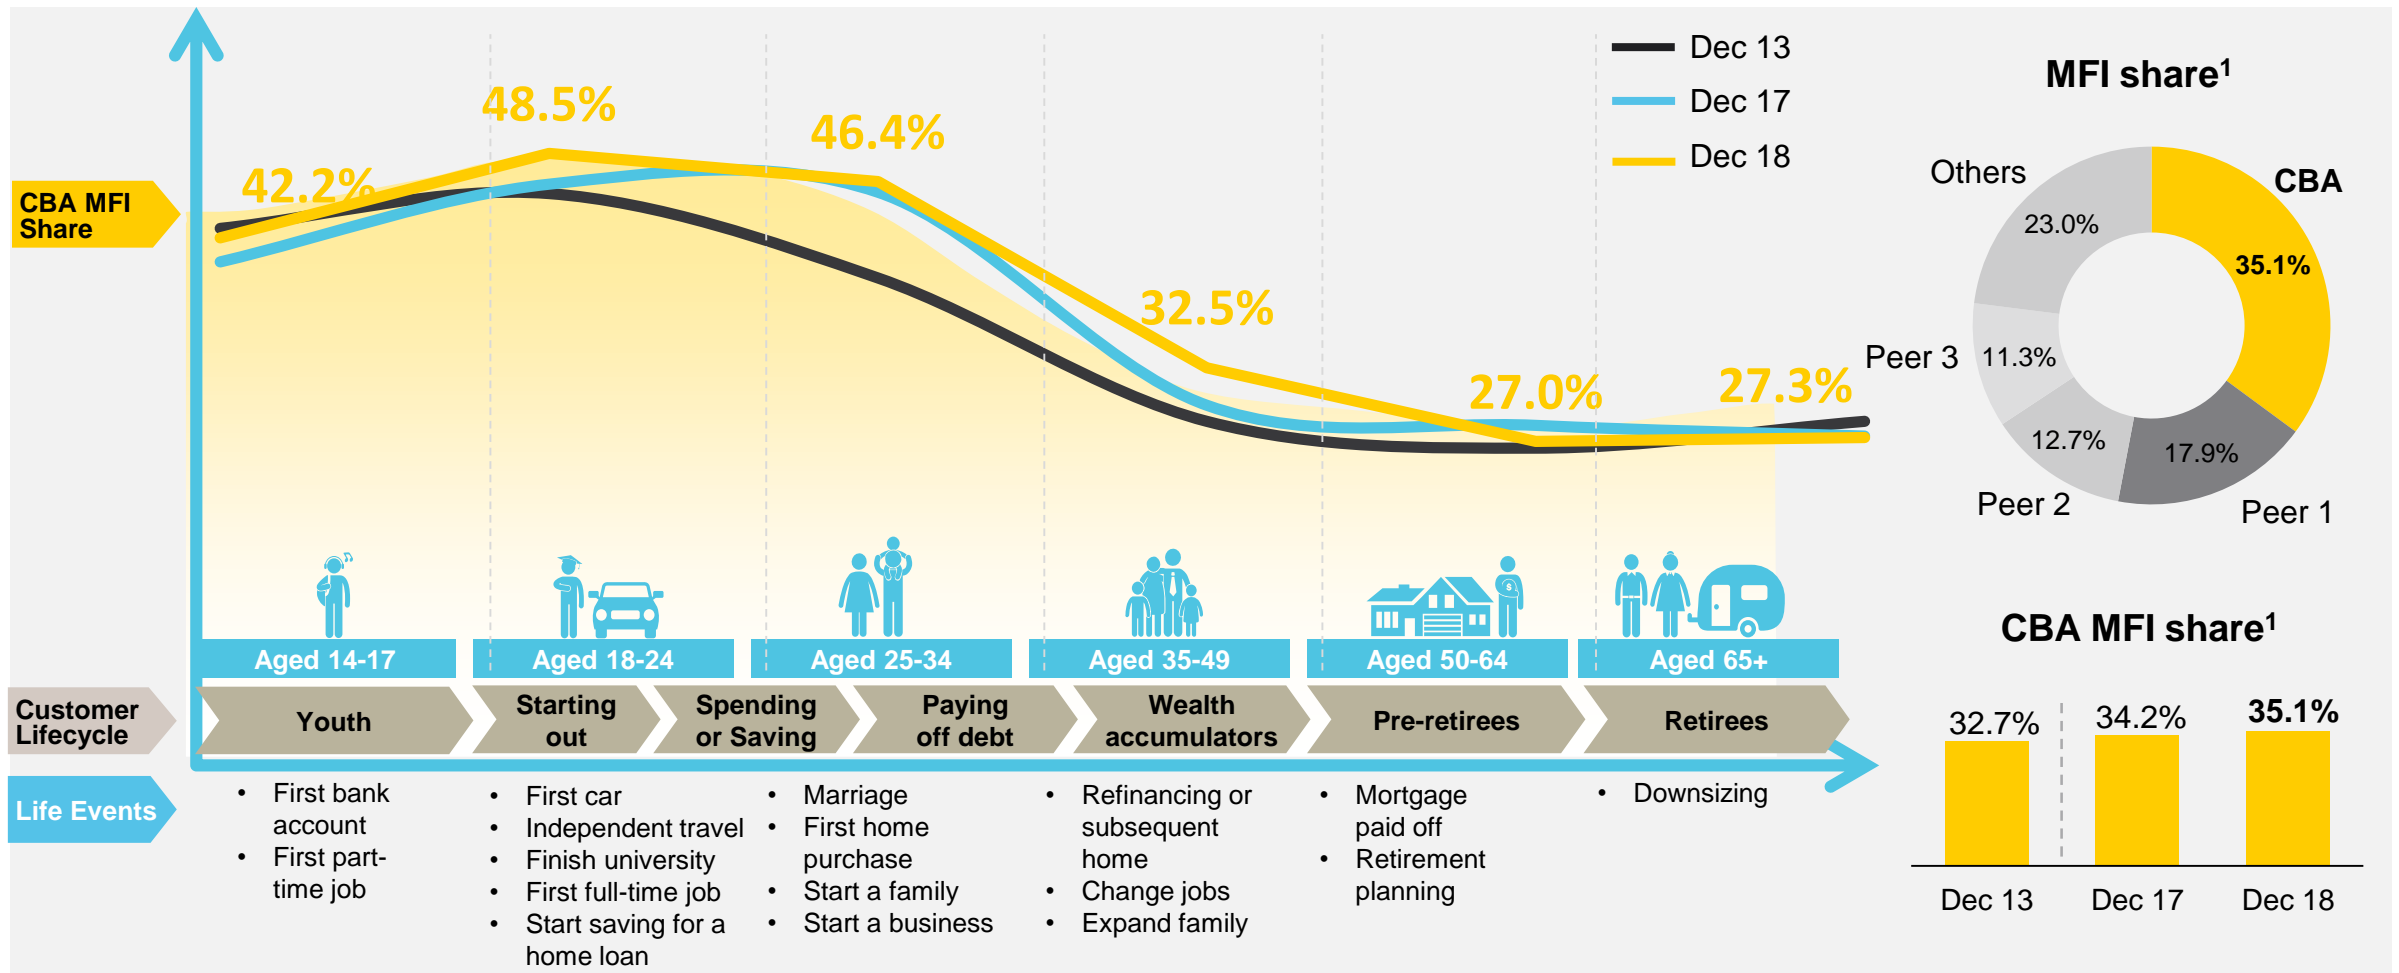 Dec 13
Dec 17
Dec 18
48.5%
46.4%
42.2%
32.5%
27.0%
27.3%
CBA MFI
Share
Aged 14-17
Aged 18-24
Aged 25-34
Aged 35-49
Aged 50-64
Aged 65+
Customer
Lifecycle
Youth
Starting
out
Spending
or Saving
Paying
off debt
Wealth
accumulators
Pre-retirees
Retirees
Life Events
• First bank
account
• First part-
time job
• First car
• Independent travel
• Finish university
• First full-time job
• Start saving for a
home loan
• Marriage
• First home
purchase
• Start a family
• Start a business
• Refinancing or
subsequent
home
• Change jobs
• Expand family
• Mortgage
paid off
• Retirement
planning
• Downsizing
MFI share¹
Others
CBA
23.0%
35.1%
Peer 3
11.3%
12.7%
17.9%
Peer 2
Peer 1
CBA MFI share¹
32.7%
34.2%
35.1%
Dec 13
Dec 17
Dec 18